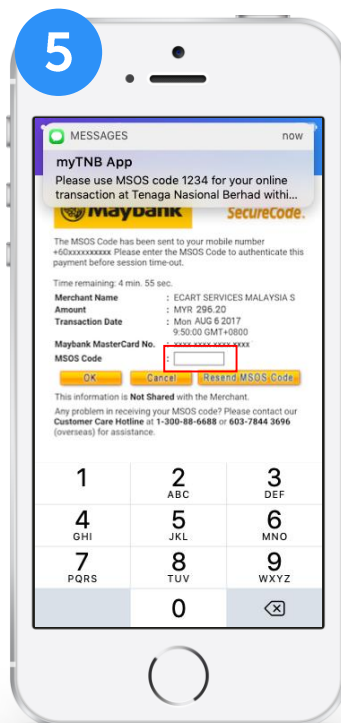 5
MESSAGES now
myTNB App
Please use MSOS code 1234 for your online
transaction at Tenaga Nasional Berhad withi...
Maybank SecureCode.
The MSOS Code has been sent to your mobile number
+60xxxxxxxxxx Please enter the MSOS Code to authenticate this
payment before session time-out.
Time remaining: 4 min. 55 sec.
Merchant Name : ECART SERVICES MALAYSIA S
Amount : MYR 296.20
Transaction Date : Mon AUG 6 2017
9:50:00 GMT+0800
Maybank MasterCard No. : xxxx xxxx xxxx xxxx
MSOS Code :
OK Cancel Resend MSOS Code
This information is Not Shared with the Merchant.
Any problem in receiving your MSOS code? Please contact our
Customer Care Hotline at 1-300-88-6688 or 603-7844 3696
(overseas) for assistance.
1 2 3
ABC DEF
4 5 6
GHI JKL MNO
7 8 9
PQRS TUV WXYZ
0